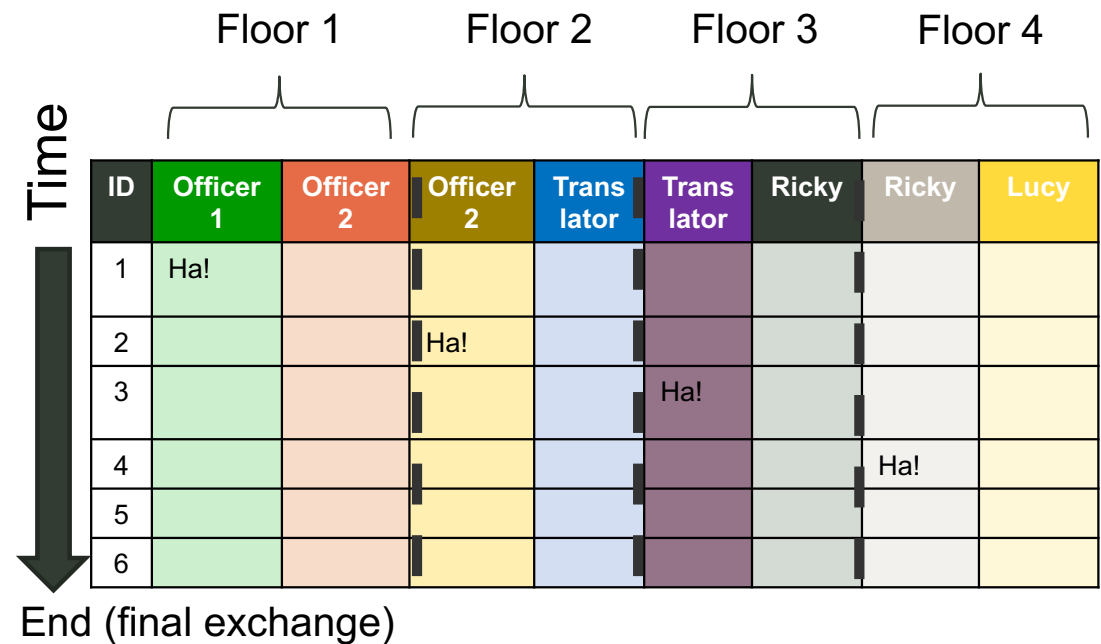 Floor 1 Floor 2 Floor 3 Floor 4
Time
ID Officer 1 Officer 2 Officer 2 Trans lator Trans lator Ricky Ricky Lucy
1 Ha!
2 Ha!
3 Ha!
4 Ha!
5
6
End (final exchange)